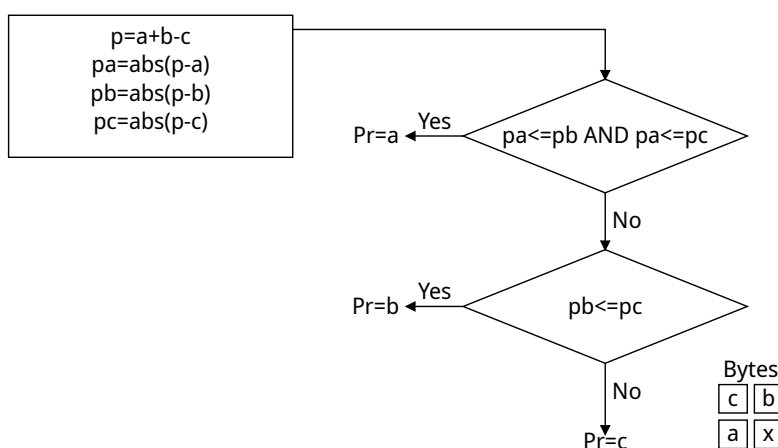 p=a+b-c
pa=abs(p-a)
pb=abs(p-b)
pc=abs(p-c)
pa<=pb AND pa<=pc
Yes
Pr=a
No
pb<=pc
Yes
Pr=b
No
Pr=c
Bytes
c b
a x